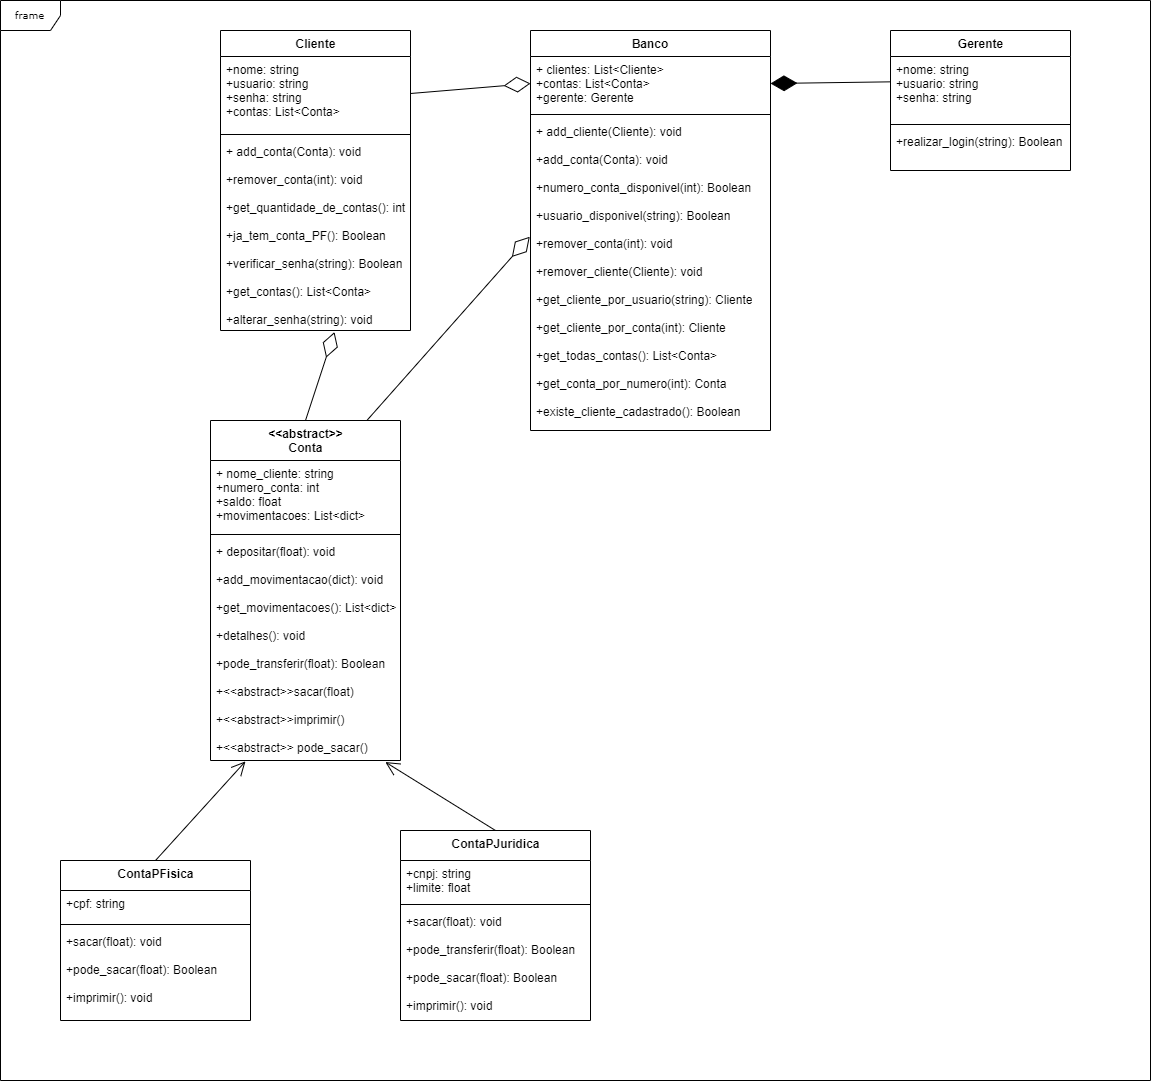 frame
Cliente
+nome: string
+usuario: string
+senha: string
+contas: List<Conta>
+ add_conta(Conta): void
+remover_conta(int): void
+get_quantidade_de_contas(): int
+ja_tem_conta_PF(): Boolean
+verificar_senha(string): Boolean
+get_contas(): List<Conta>
+alterar_senha(string): void
Banco
+ clientes: List<Cliente>
+contas: List<Conta>
+gerente: Gerente
+ add_cliente(Cliente): void
+add_conta(Conta): void
+numero_conta_disponivel(int): Boolean
+usuario_disponivel(string): Boolean
+remover_conta(int): void
+remover_cliente(Cliente): void
+get_cliente_por_usuario(string): Cliente
+get_cliente_por_conta(int): Cliente
+get_todas_contas(): List<Conta>
+get_conta_por_numero(int): Conta
+existe_cliente_cadastrado(): Boolean
Gerente
+nome: string
+usuario: string
+senha: string
+realizar_login(string): Boolean
<<abstract>>
Conta
+ nome_cliente: string
+numero_conta: int
+saldo: float
+movimentacoes: List<dict>
+ depositar(float): void
+add_movimentacao(dict): void
+get_movimentacoes(): List<dict>
+detalhes(): void
+pode_transferir(float): Boolean
+<<abstract>>sacar(float)
+<<abstract>>imprimir()
+<<abstract>> pode_sacar()
ContaPFisica
+cpf: string
+sacar(float): void
+pode_sacar(float): Boolean
+imprimir(): void
ContaPJuridica
+cnpj: string
+limite: float
+sacar(float): void
+pode_transferir(float): Boolean
+pode_sacar(float): Boolean
+imprimir(): void